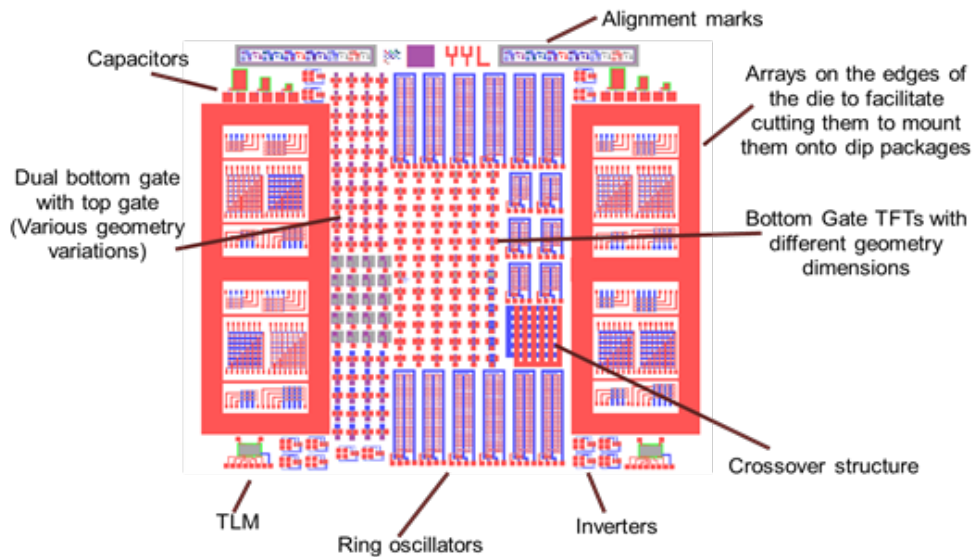 Alignment marks
Capacitors
YYL
Arrays on the edges of
the die to facilitate
cutting them to mount
them onto dip packages
Dual bottom gate
with top gate
(Various geometry
variations)
Bottom Gate TFTs with
different geometry
dimensions
Crossover structure
TLM
Inverters
Ring oscillators